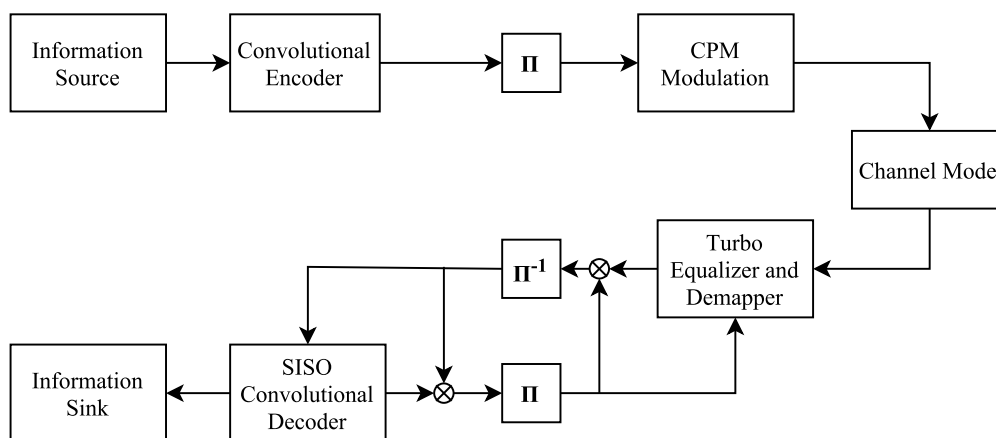 Information
Source
Convolutional
Encoder
Π
CPM
Modulation
Channel Mode
Turbo
Equalizer and
Demapper
Π-1
Information
Sink
SISO
Convolutional
Decoder
Π